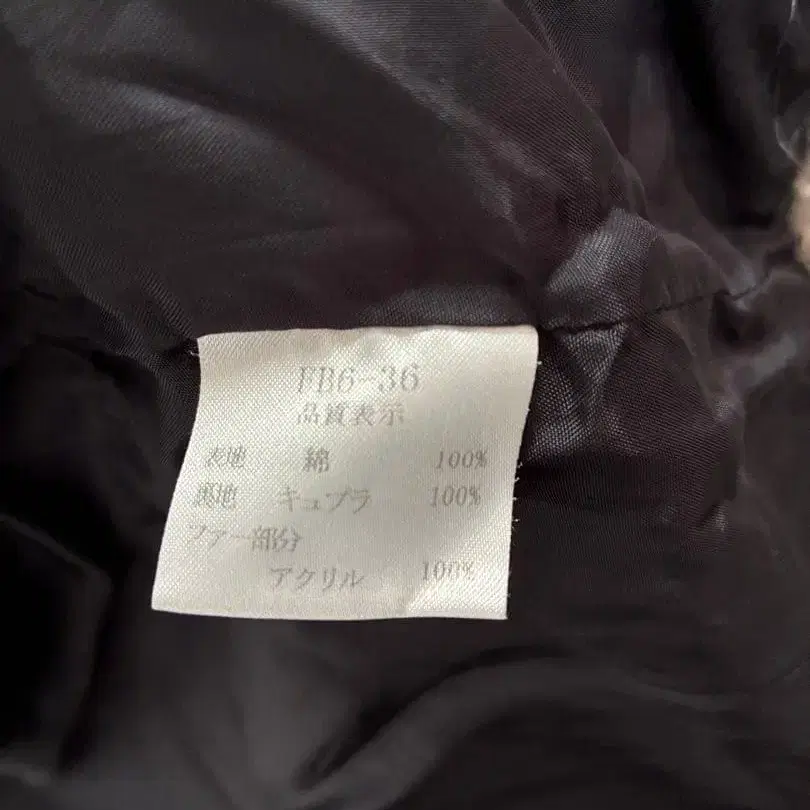 FB6-36
品質表示
表地 綿 100%
裏地 キュプラ 100%
ファー部分
アクリル 100%